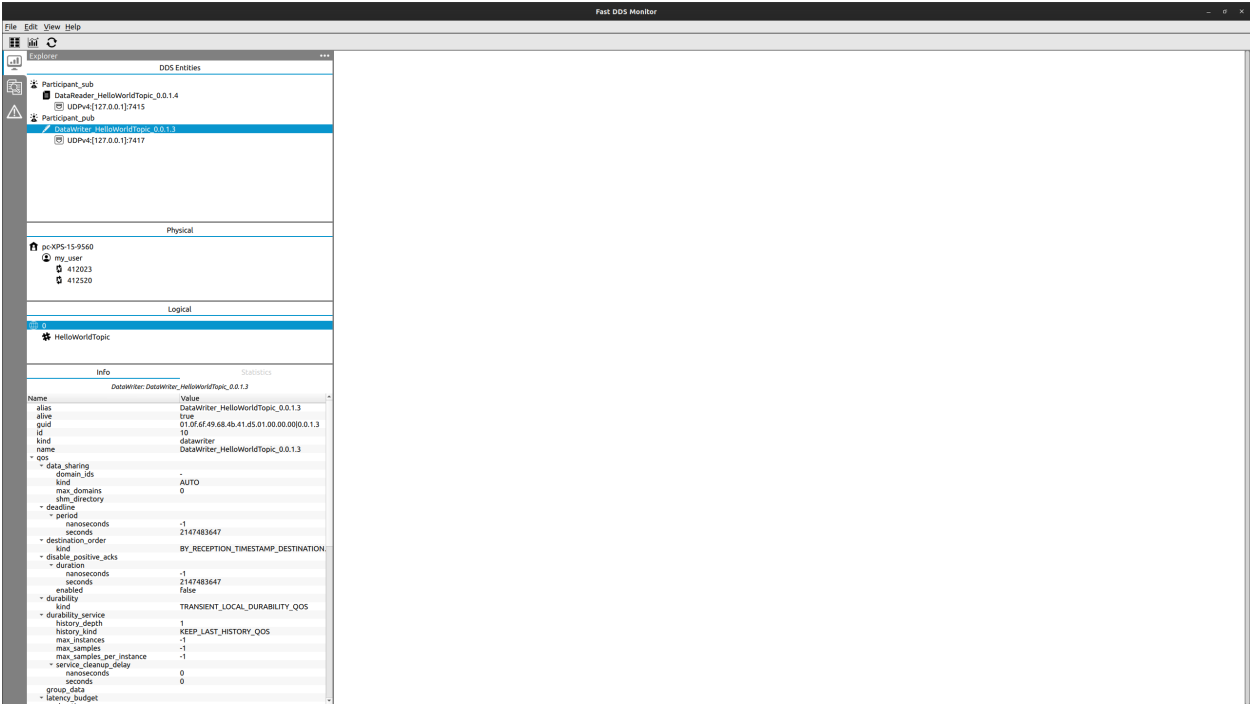 Fast DDS Monitor
File Edit View Help
Explorer
DDS Entities
Participant_sub
DataReader_HelloWorldTopic_0.0.1.4
UDPv4:[127.0.0.1]:7415
Participant_pub
DataWriter_HelloWorldTopic_0.0.1.3
UDPv4:[127.0.0.1]:7417
Physical
pc-XPS-15-9560
my_user
412023
412520
Logical
0
HelloWorldTopic
Info Statistics
DataWriter: DataWriter_HelloWorldTopic_0.0.1.3
Name Value
alias DataWriter_HelloWorldTopic_0.0.1.3
alive true
guid 01.0f.6f.49.68.4b.41.d5.01.00.00.00|0.0.1.3
id 10
kind datawriter
name DataWriter_HelloWorldTopic_0.0.1.3
qos
data_sharing
domain_ids -
kind AUTO
max_domains 0
shm_directory
deadline
period
nanoseconds -1
seconds 2147483647
destination_order
kind BY_RECEPTION_TIMESTAMP_DESTINATION.
disable_positive_acks
duration
nanoseconds -1
seconds 2147483647
enabled false
durability
kind TRANSIENT_LOCAL_DURABILITY_QOS
durability_service
history_depth 1
history_kind KEEP_LAST_HISTORY_QOS
max_instances -1
max_samples -1
max_samples_per_instance -1
service_cleanup_delay
nanoseconds 0
seconds 0
group_data
latency_budget